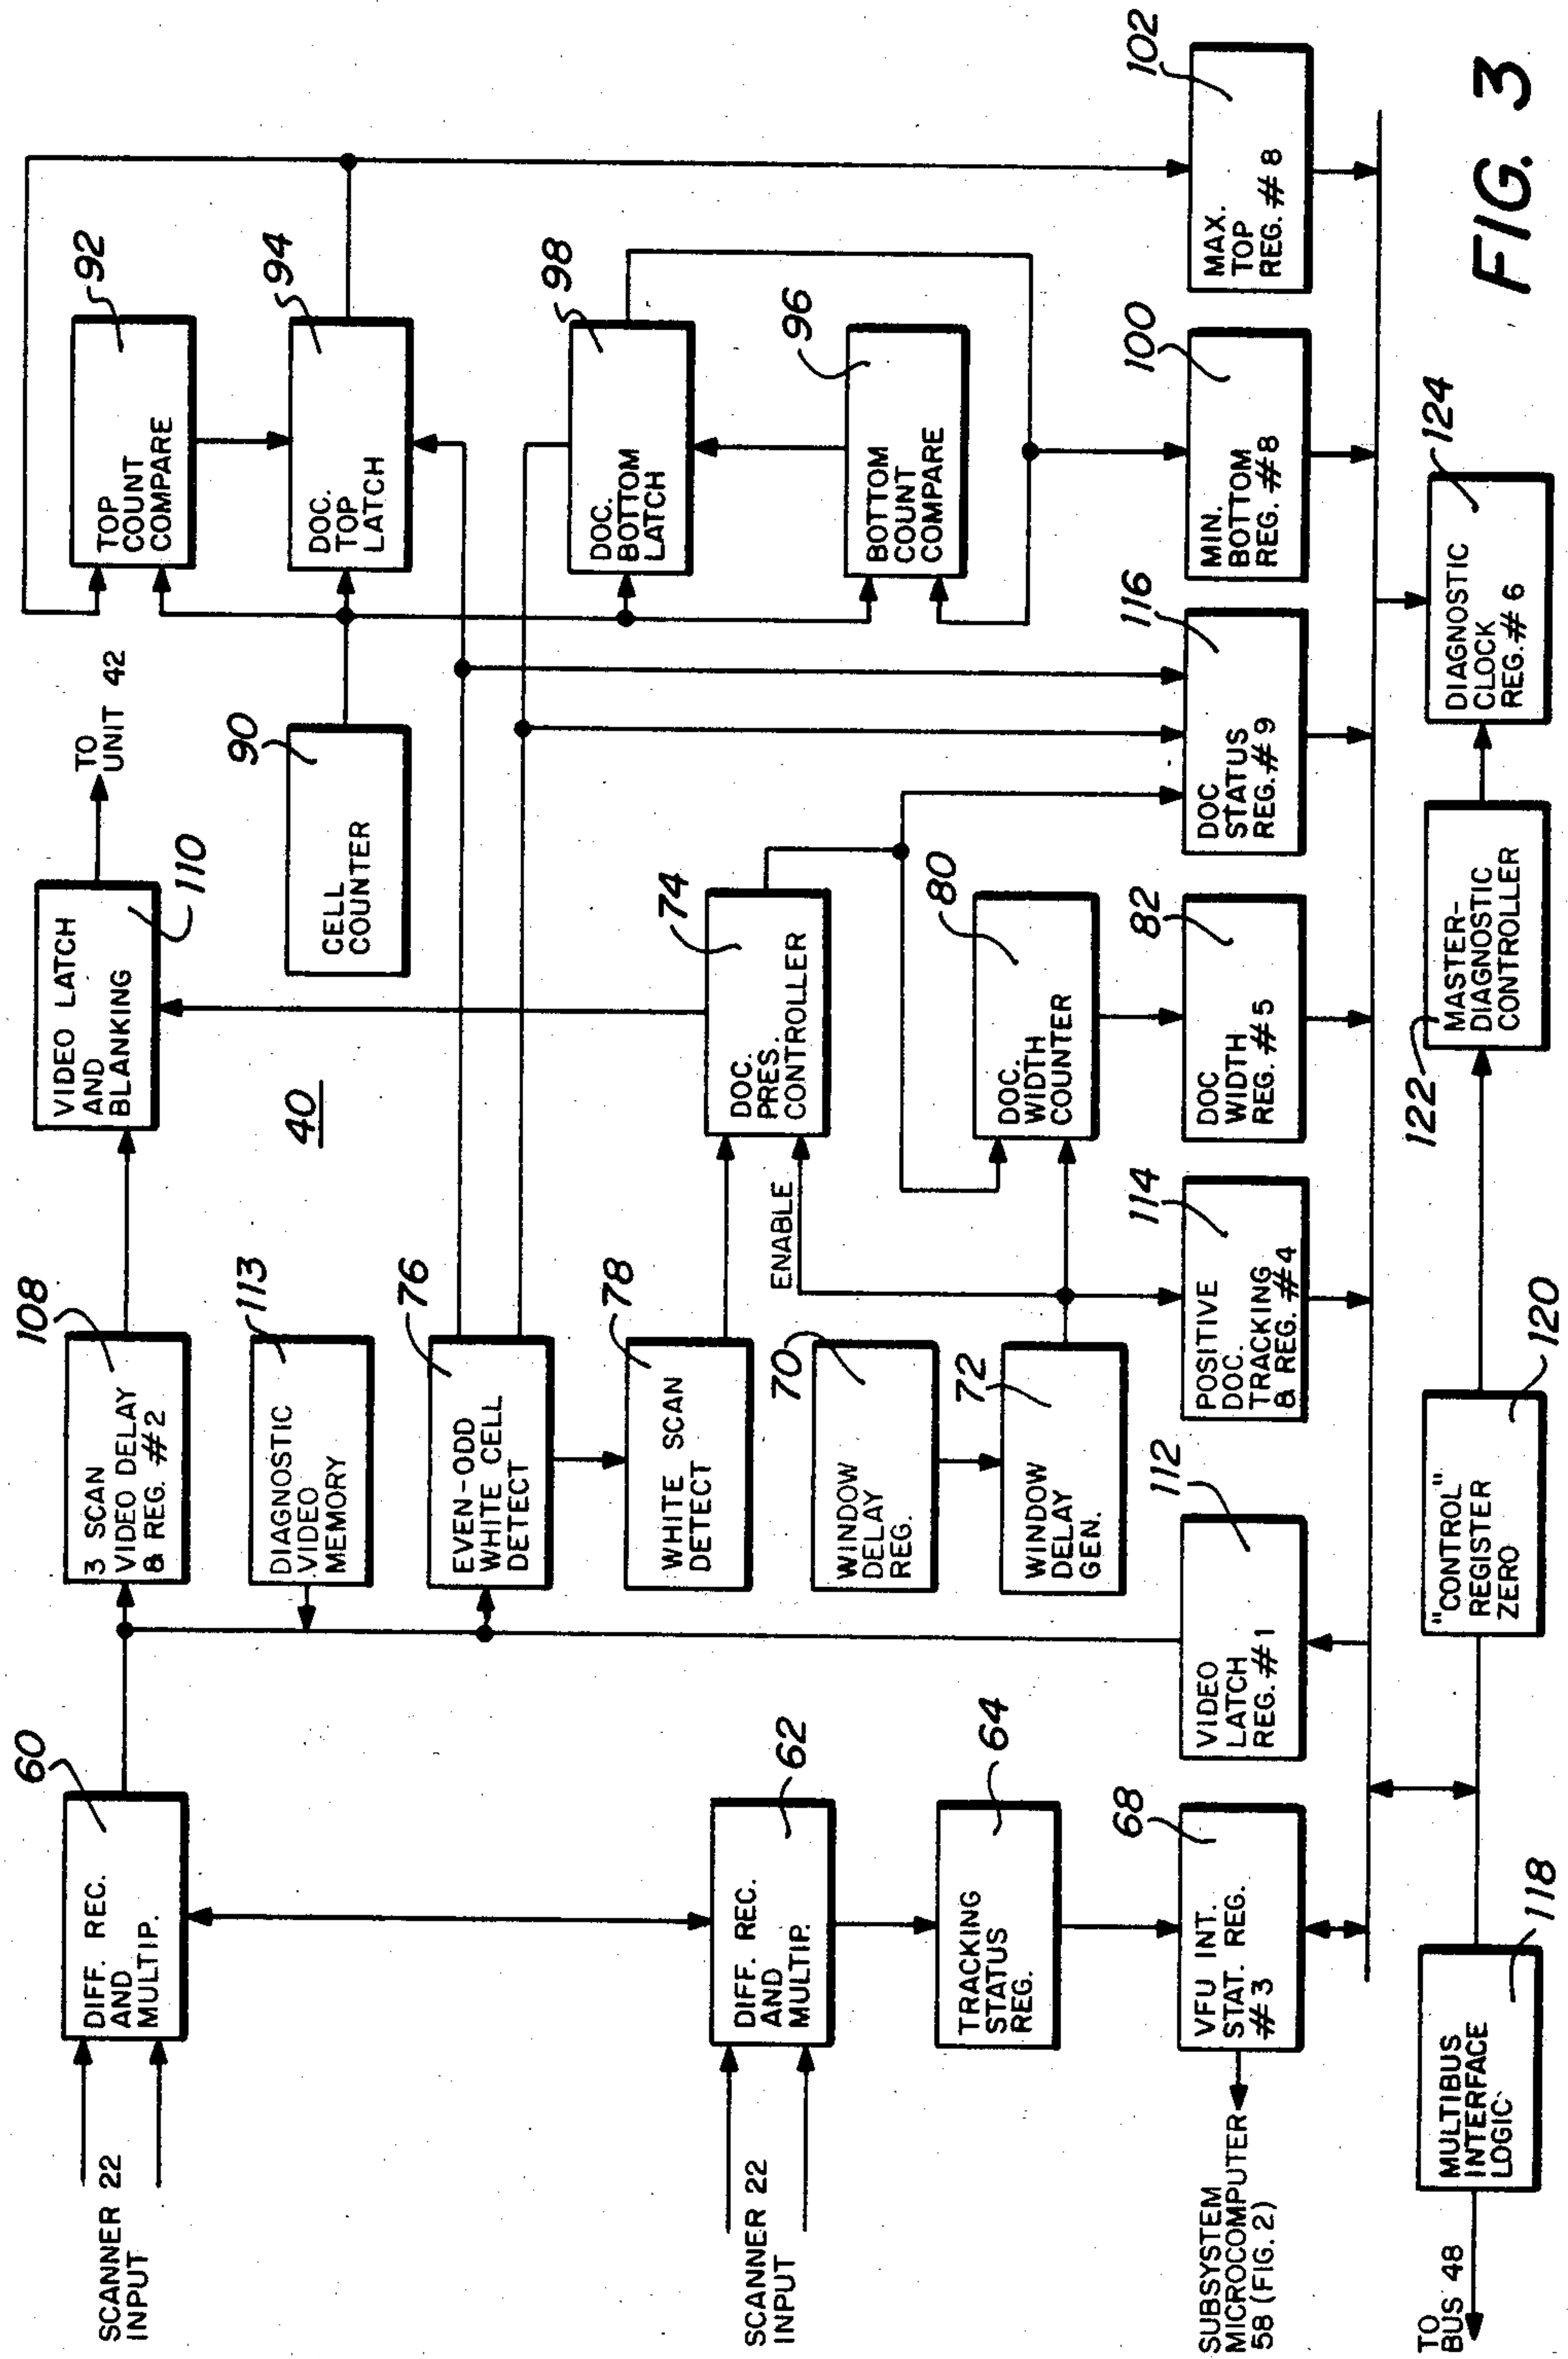 SCANNER 22
INPUT
60
DIFF. REC.
AND
MULTIP.
108
3 SCAN
VIDEO DELAY
& REG. #2
VIDEO LATCH
AND
BLANKING
110
TO
UNIT 42
92
TOP
COUNT
COMPARE
113
DIAGNOSTIC
VIDEO
MEMORY
40
90
CELL
COUNTER
94
DOC.
TOP
LATCH
76
EVEN-ODD
WHITE CELL
DETECT
98
DOC.
BOTTOM
LATCH
78
WHITE SCAN
DETECT
74
DOC.
PRES.
CONTROLLER
ENABLE
96
BOTTOM
COUNT
COMPARE
SCANNER 22
INPUT
62
DIFF. REC.
AND
MULTIP.
70
WINDOW
DELAY
REG.
80
DOC.
WIDTH
COUNTER
64
TRACKING
STATUS
REG.
72
WINDOW
DELAY
GEN.
SUBSYSTEM
MICROCOMPUTER
58 (FIG. 2)
68
VFU INT.
STAT. REG.
#3
112
VIDEO
LATCH
REG. #1
114
POSITIVE
DOC.
TRACKING
& REG. #4
82
DOC
WIDTH
REG. #5
116
DOC
STATUS
REG. #9
100
MIN.
BOTTOM
REG. #8
102
MAX.
TOP
REG. #8
TO
BUS 48
118
MULTIBUS
INTERFACE
LOGIC
120
"CONTROL"
REGISTER
ZERO
122
MASTER-
DIAGNOSTIC
CONTROLLER
124
DIAGNOSTIC
CLOCK
REG. #6
FIG. 3